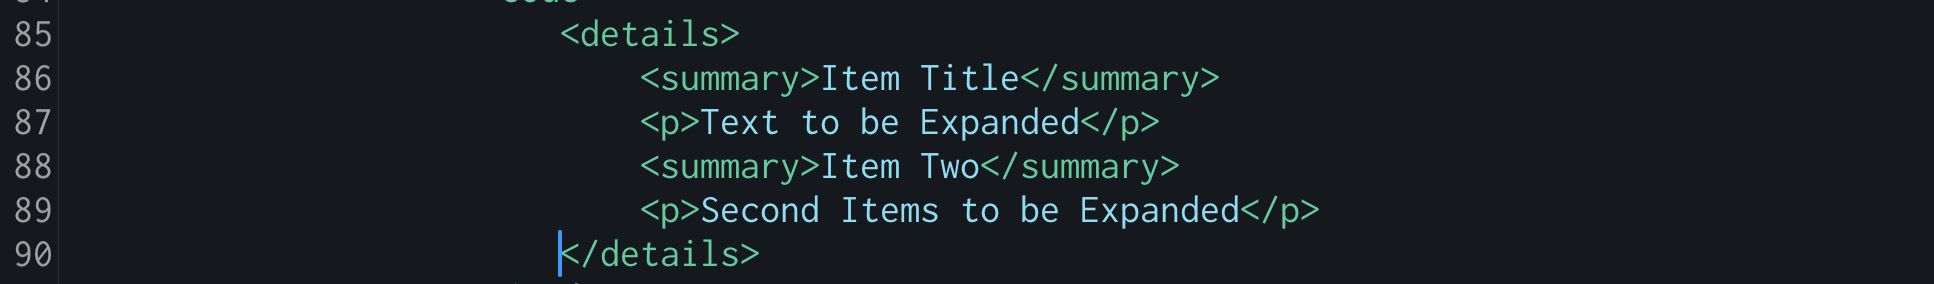 85 <details>
86 <summary>Item Title</summary>
87 <p>Text to be Expanded</p>
88 <summary>Item Two</summary>
89 <p>Second Items to be Expanded</p>
90 </details>